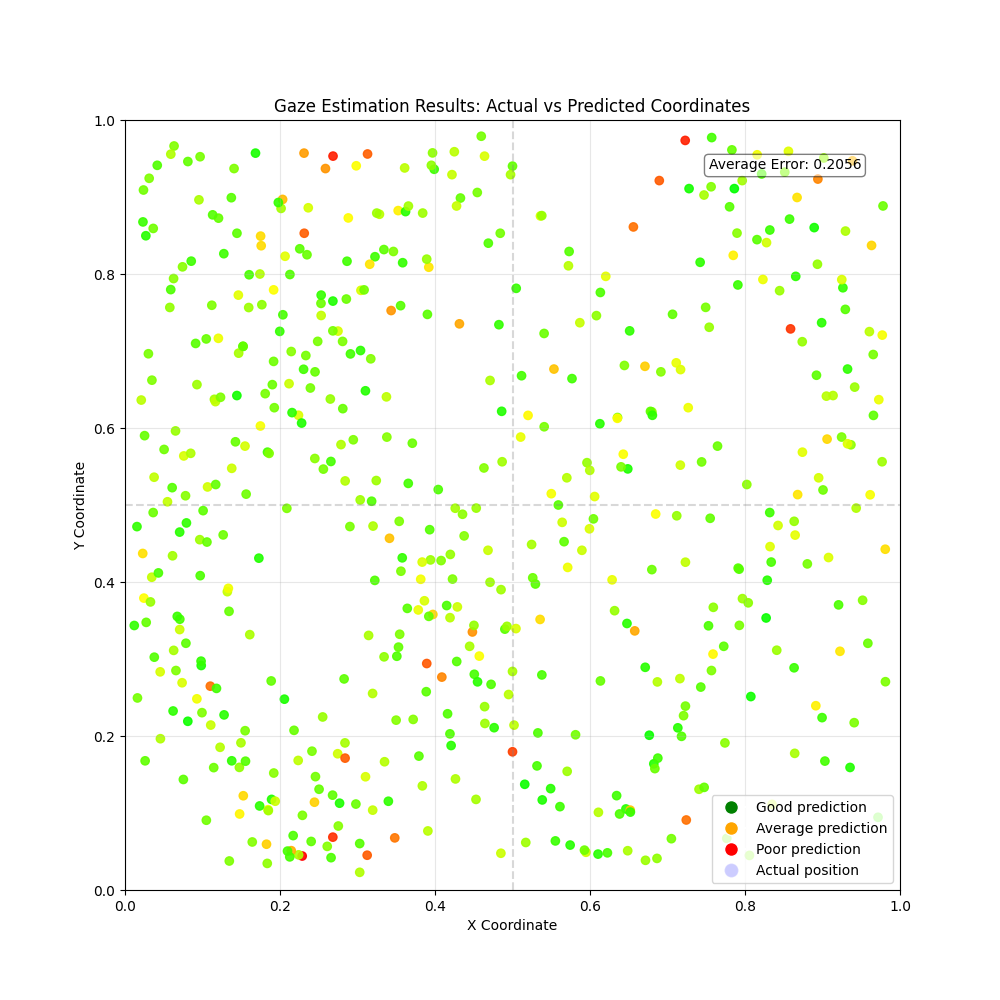 Gaze Estimation Results: Actual vs Predicted Coordinates
Average Error: 0.2056
Y Coordinate
1.0
0.8
0.6
0.4
0.2
0.0
Good prediction
Average prediction
Poor prediction
Actual position
0.0 0.2 0.4 0.6 0.8 1.0
X Coordinate